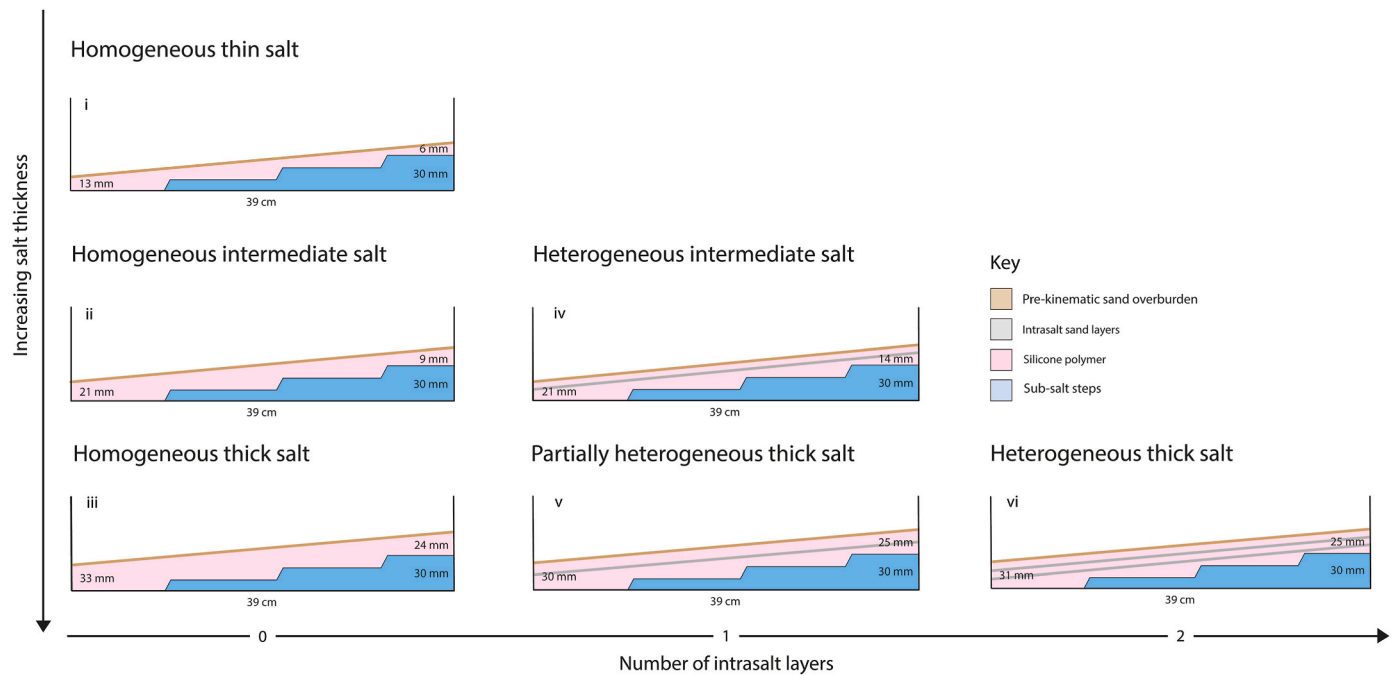 Increasing salt thickness
Homogeneous thin salt
i
6 mm
13 mm
30 mm
39 cm
Homogeneous intermediate salt
ii
9 mm
21 mm
30 mm
39 cm
Heterogeneous intermediate salt
iv
14 mm
21 mm
30 mm
39 cm
Key
Pre-kinematic sand overburden
Intrasalt sand layers
Silicone polymer
Sub-salt steps
Homogeneous thick salt
iii
24 mm
33 mm
30 mm
39 cm
Partially heterogeneous thick salt
v
25 mm
30 mm
30 mm
39 cm
Heterogeneous thick salt
vi
25 mm
31 mm
30 mm
39 cm
0
1
2
Number of intrasalt layers